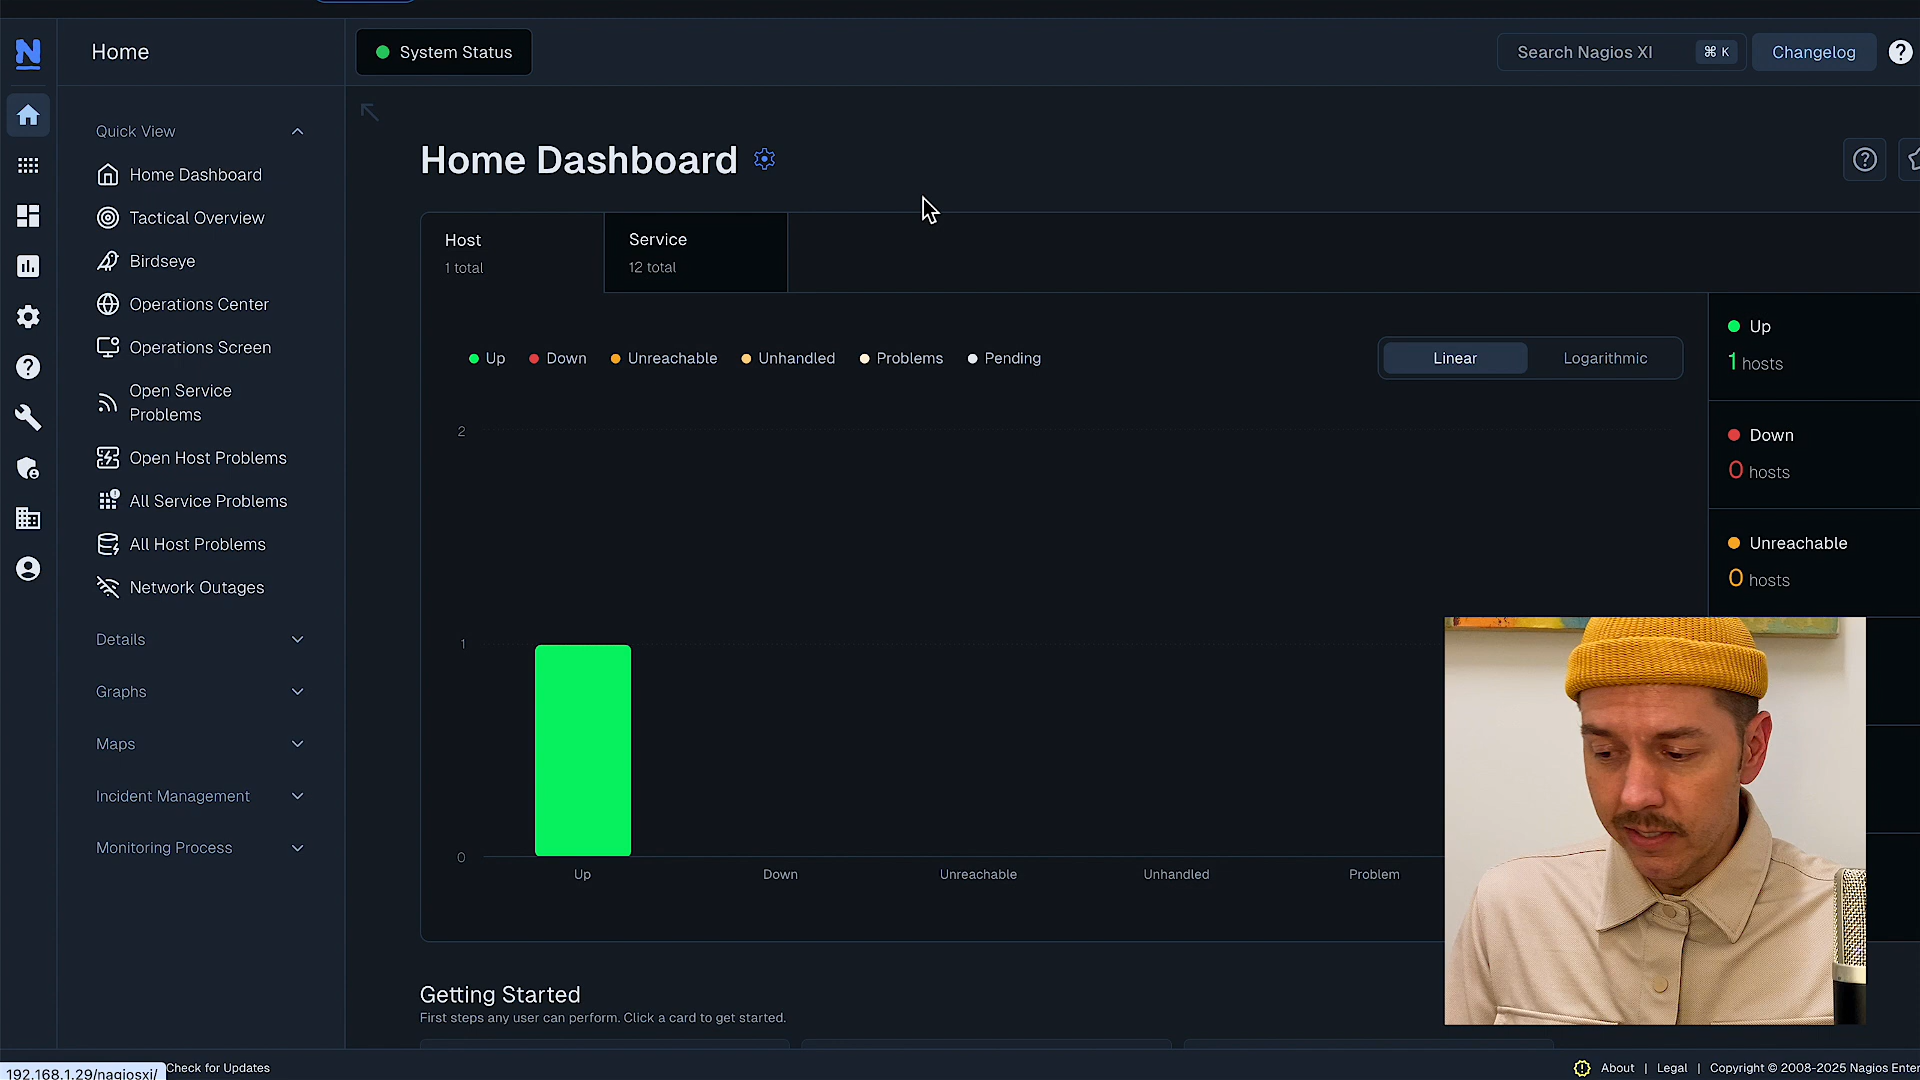 Home
System Status
Search Nagios XI
⌘ K
Changelog
Quick View
Home Dashboard
Tactical Overview
Birdseye
Operations Center
Operations Screen
Open Service
Problems
Open Host Problems
All Service Problems
All Host Problems
Network Outages
Details
Graphs
Maps
Incident Management
Monitoring Process
Home Dashboard
Host
1 total
Service
12 total
Up
Down
Unreachable
Unhandled
Problems
Pending
Linear
Logarithmic
2
1
0
Up
Down
Unreachable
Unhandled
Problem
Up
1 hosts
Down
0 hosts
Unreachable
0 hosts
Getting Started
First steps any user can perform. Click a card to get started.
192.168.1.29/nagiosxi/
Check for Updates
About | Legal | Copyright © 2008-2025 Nagios Enter